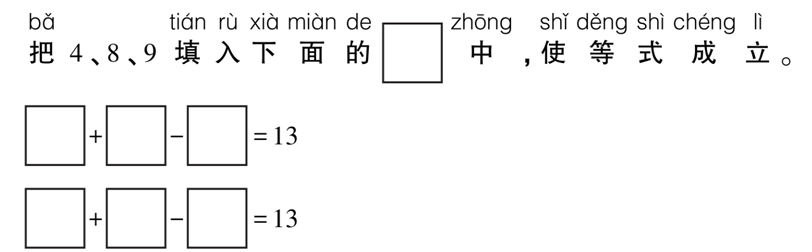 bǎ tián rù xià miàn de zhōng shǐ děng shì chéng lì
把 4、8、9 填入下面的□中,使等式成立。
□+□-□=13
□+□-□=13